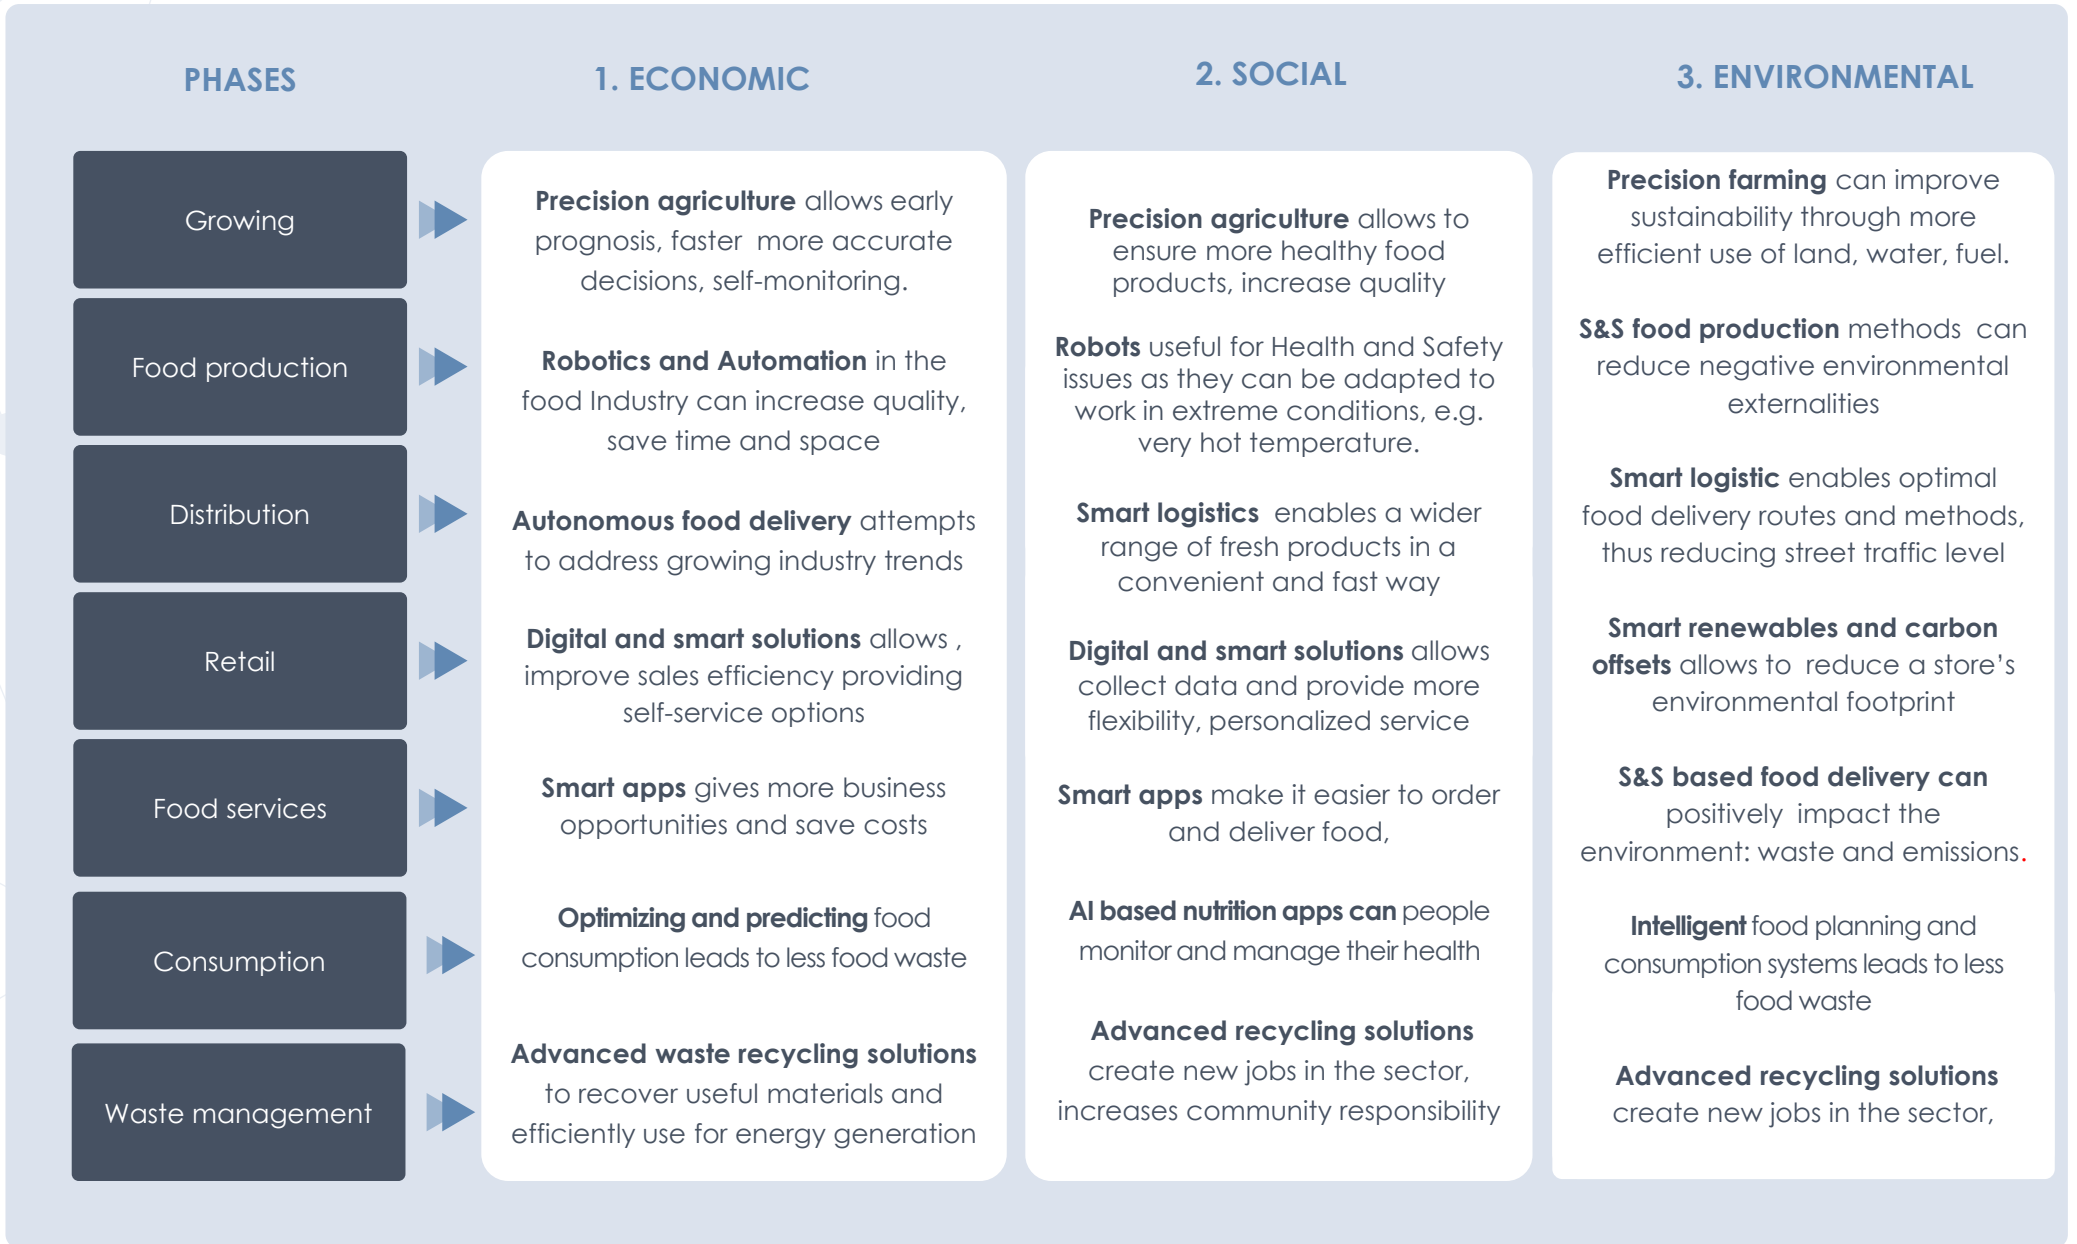 PHASES
1. ECONOMIC
2. SOCIAL
3. ENVIRONMENTAL
Growing
Precision agriculture allows early
prognosis, faster more accurate
decisions, self-monitoring.
Precision agriculture allows to
ensure more healthy food
products, increase quality
Precision farming can improve
sustainability through more
efficient use of land, water, fuel.
Food production
Robotics and Automation in the
food Industry can increase quality,
save time and space
Robots useful for Health and Safety
issues as they can be adapted to
work in extreme conditions, e.g.
very hot temperature.
S&S food production methods can
reduce negative environmental
externalities
Distribution
Autonomous food delivery attempts
to address growing industry trends
Smart logistics enables a wider
range of fresh products in a
convenient and fast way
Smart logistic enables optimal
food delivery routes and methods,
thus reducing street traffic level
Retail
Digital and smart solutions allows ,
improve sales efficiency providing
self-service options
Digital and smart solutions allows
collect data and provide more
flexibility, personalized service
Smart renewables and carbon
offsets allows to reduce a store’s
environmental footprint
Food services
Smart apps gives more business
opportunities and save costs
Smart apps make it easier to order
and deliver food,
S&S based food delivery can
positively impact the
environment: waste and emissions.
Consumption
Optimizing and predicting food
consumption leads to less food waste
AI based nutrition apps can people
monitor and manage their health
Intelligent food planning and
consumption systems leads to less
food waste
Waste management
Advanced waste recycling solutions
to recover useful materials and
efficiently use for energy generation
Advanced recycling solutions
create new jobs in the sector,
increases community responsibility
Advanced recycling solutions
create new jobs in the sector,